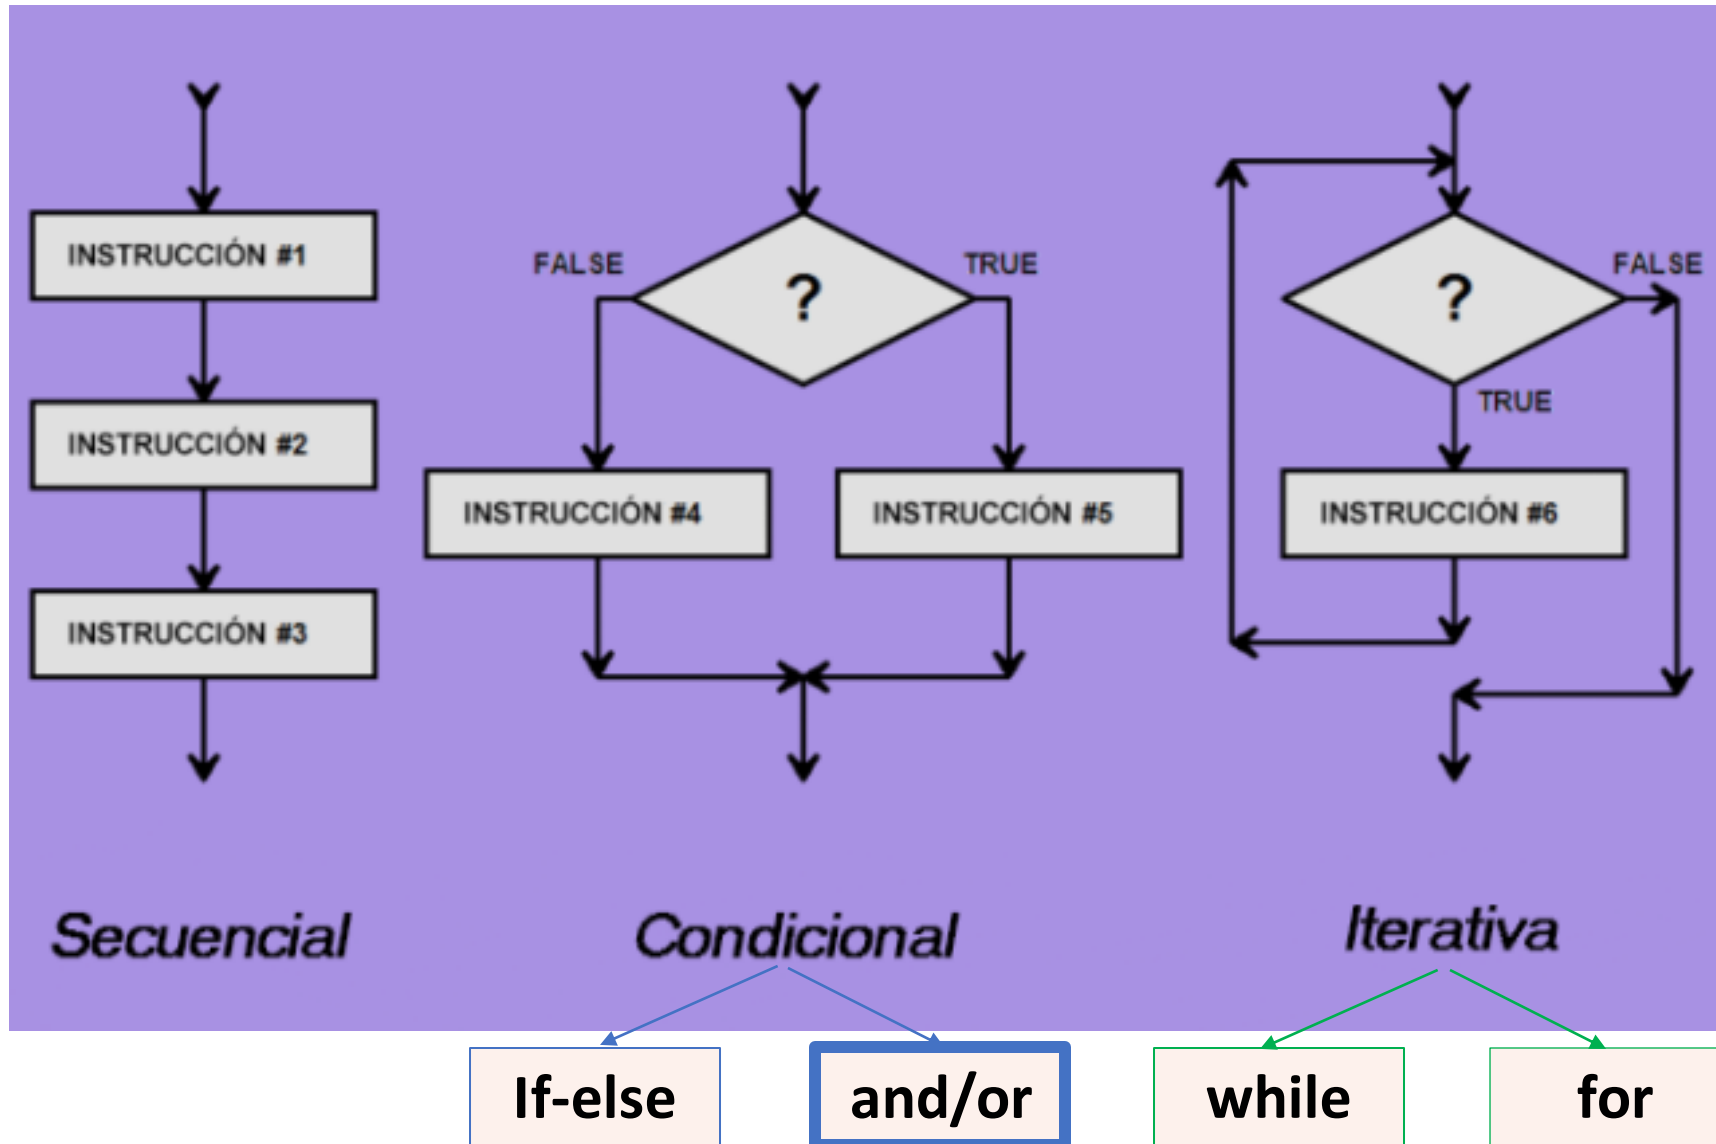 INSTRUCCIÓN #1
INSTRUCCIÓN #2
INSTRUCCIÓN #3
Secuencial
?
FALSE
TRUE
INSTRUCCIÓN #4
INSTRUCCIÓN #5
Condicional
If-else
and/or
?
FALSE
TRUE
INSTRUCCIÓN #6
Iterativa
while
for